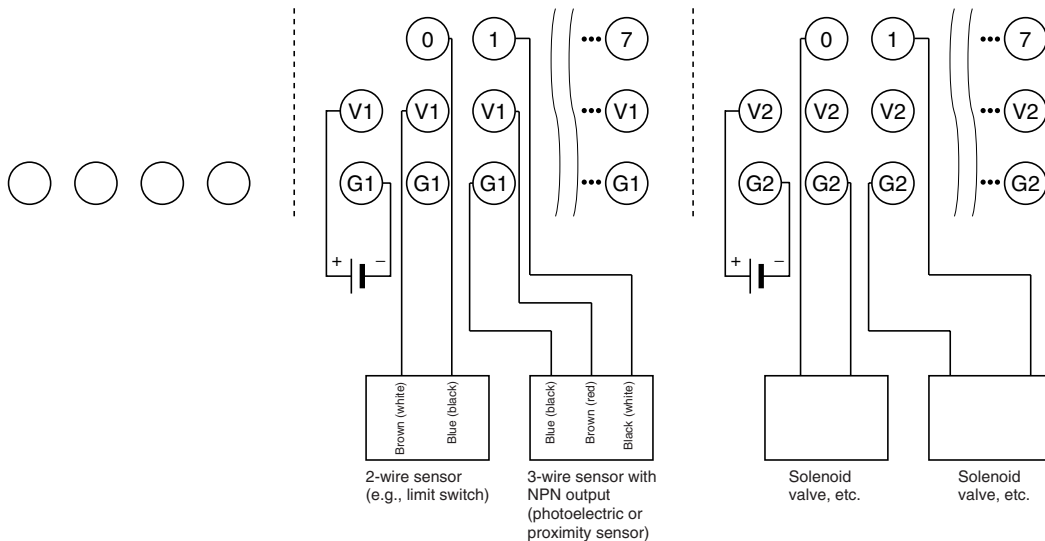 0 1 ••• 7 0 1 ••• 7
V1 V1 V1 ••• V1 V2 V2 V2 ••• V2
G1 G1 G1 ••• G1 G2 G2 G2 ••• G2
+ − + −
Brown (white)
Blue (black)
Blue (black)
Brown (red)
Black (white)
2-wire sensor
(e.g., limit switch)
3-wire sensor with
NPN output
(photoelectric or
proximity sensor)
Solenoid
valve, etc.
Solenoid
valve, etc.